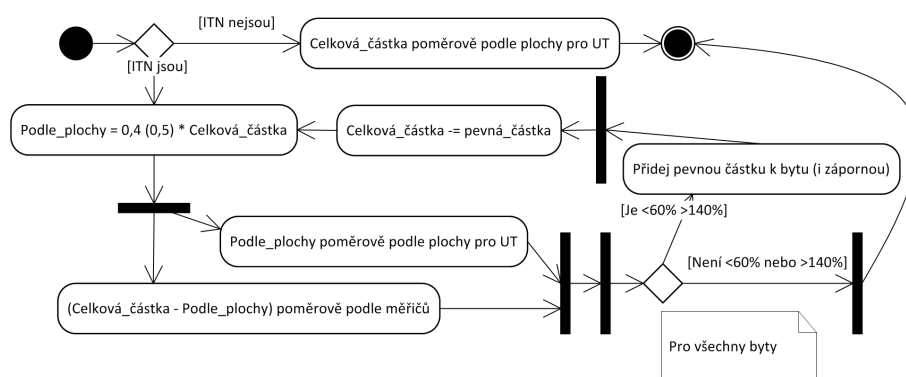 [ITN nejsou]
Celková_částka poměrově podle plochy pro UT
[ITN jsou]
Podle_plochy = 0,4 (0,5) * Celková_částka
Celková_částka -= pevná_částka
Přidej pevnou částku k bytu (i zápornou)
[Je <60% >140%]
Podle_plochy poměrově podle plochy pro UT
[Není <60% nebo >140%]
(Celková_částka - Podle_plochy) poměrově podle měřičů
Pro všechny byty